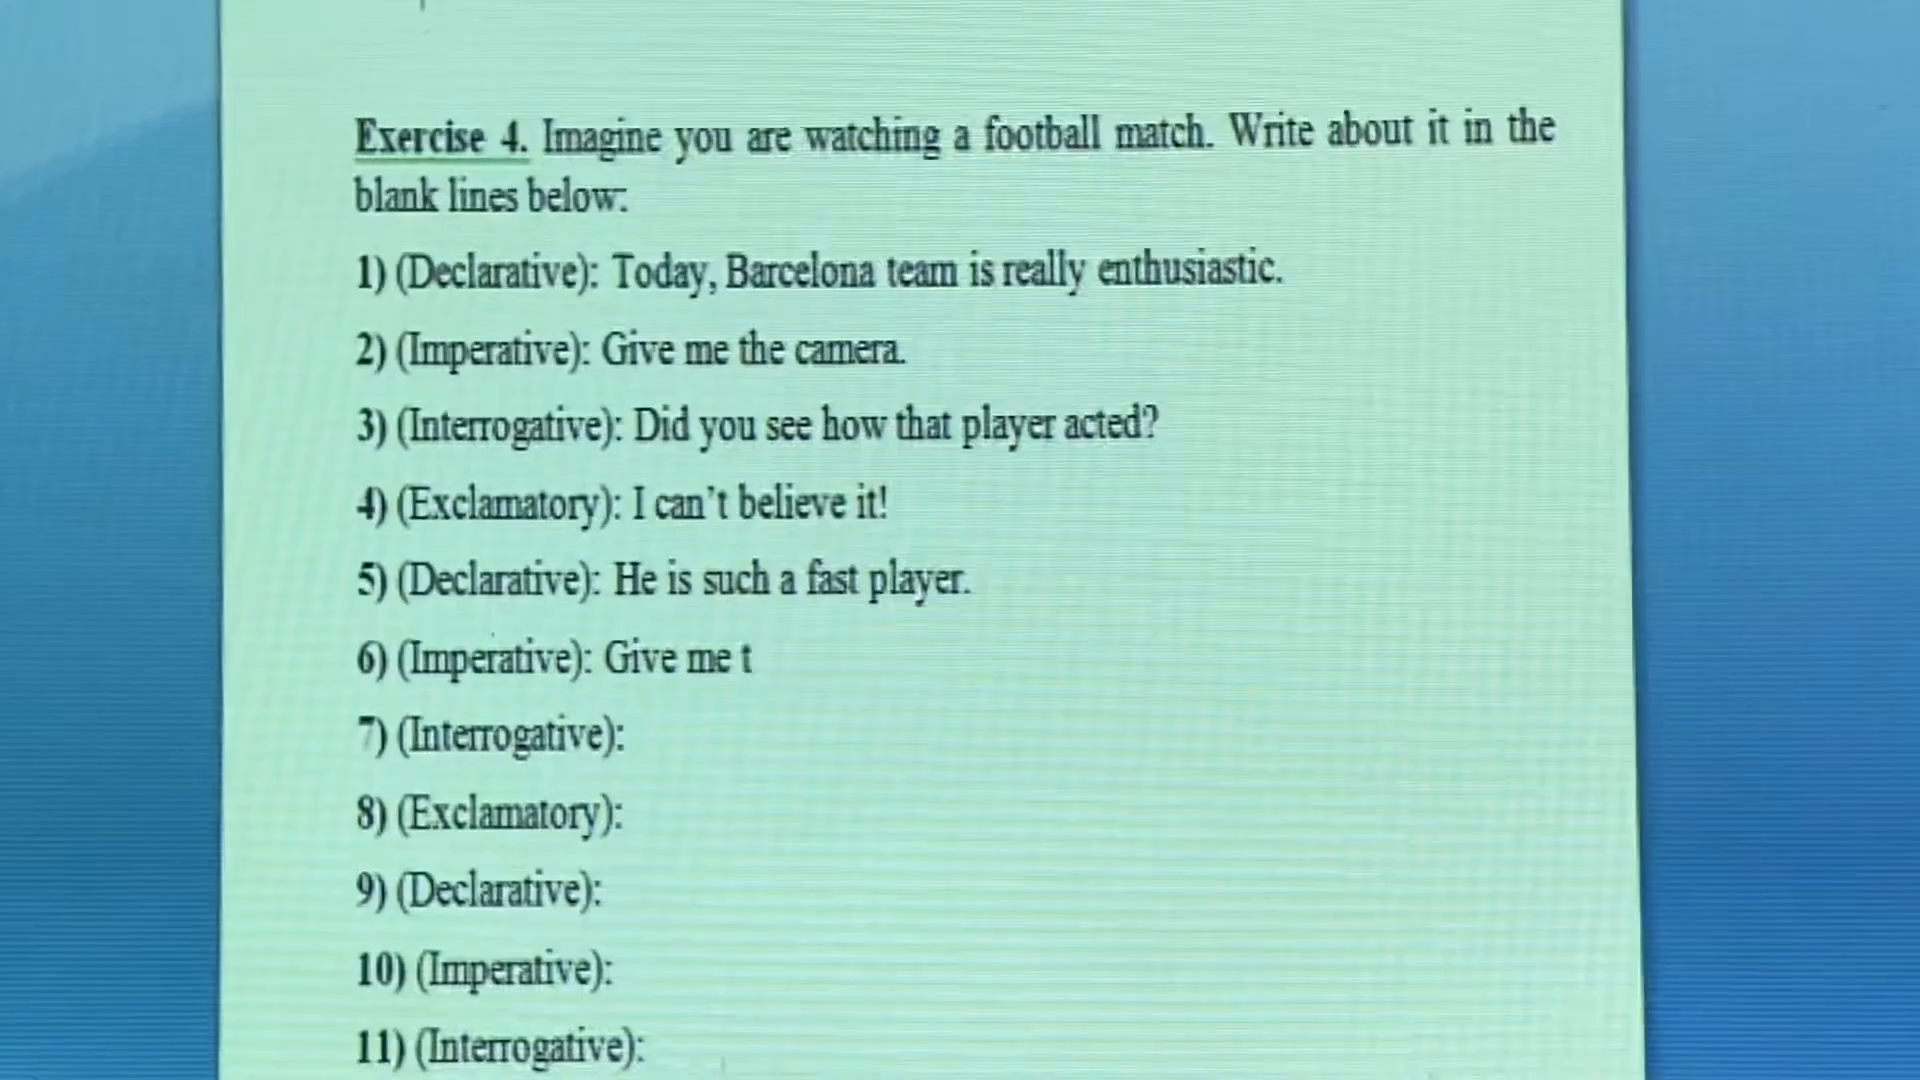 Exercise 4. Imagine you are watching a football match. Write about it in the
blank lines below:
1) (Declarative): Today, Barcelona team is really enthusiastic.
2) (Imperative): Give me the camera.
3) (Interrogative): Did you see how that player acted?
4) (Exclamatory): I can't believe it!
5) (Declarative): He is such a fast player.
6) (Imperative): Give me t
7) (Interrogative):
8) (Exclamatory):
9) (Declarative):
10) (Imperative):
11) (Interrogative):